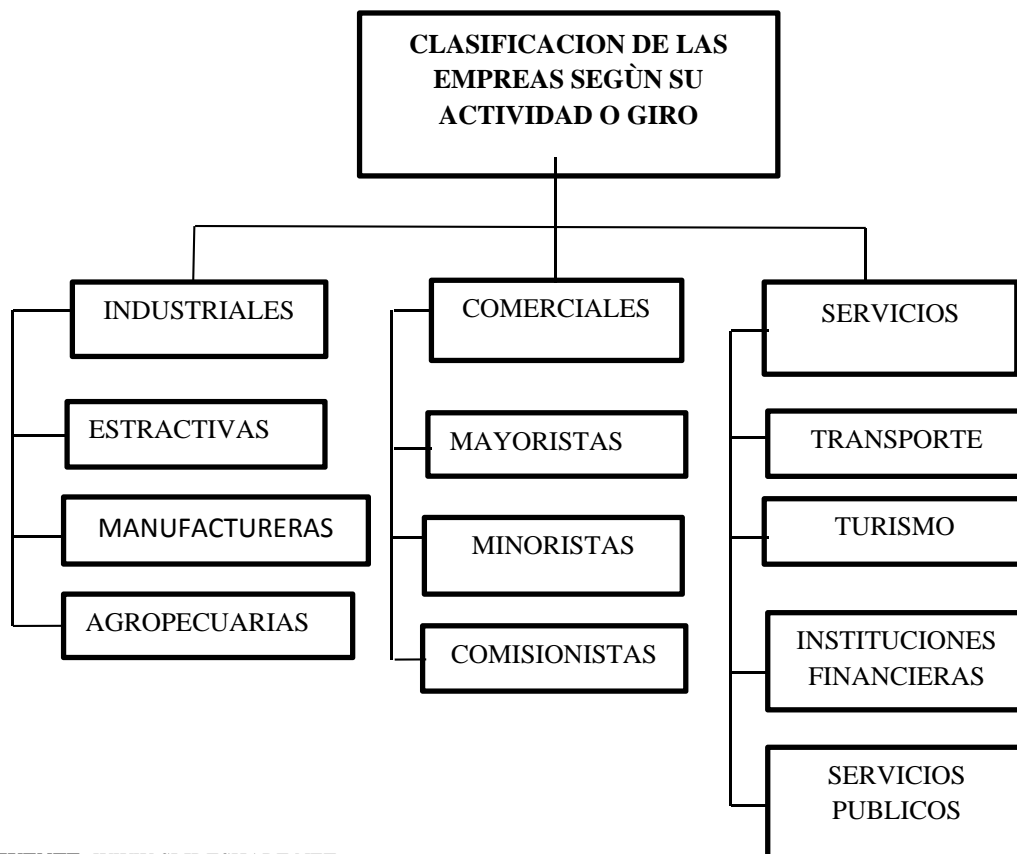 CLASIFICACION DE LAS
EMPREAS SEGÙN SU
ACTIVIDAD O GIRO
INDUSTRIALES
ESTRACTIVAS
MANUFACTURERAS
AGROPECUARIAS
COMERCIALES
MAYORISTAS
MINORISTAS
COMISIONISTAS
SERVICIOS
TRANSPORTE
TURISMO
INSTITUCIONES
FINANCIERAS
SERVICIOS
PUBLICOS